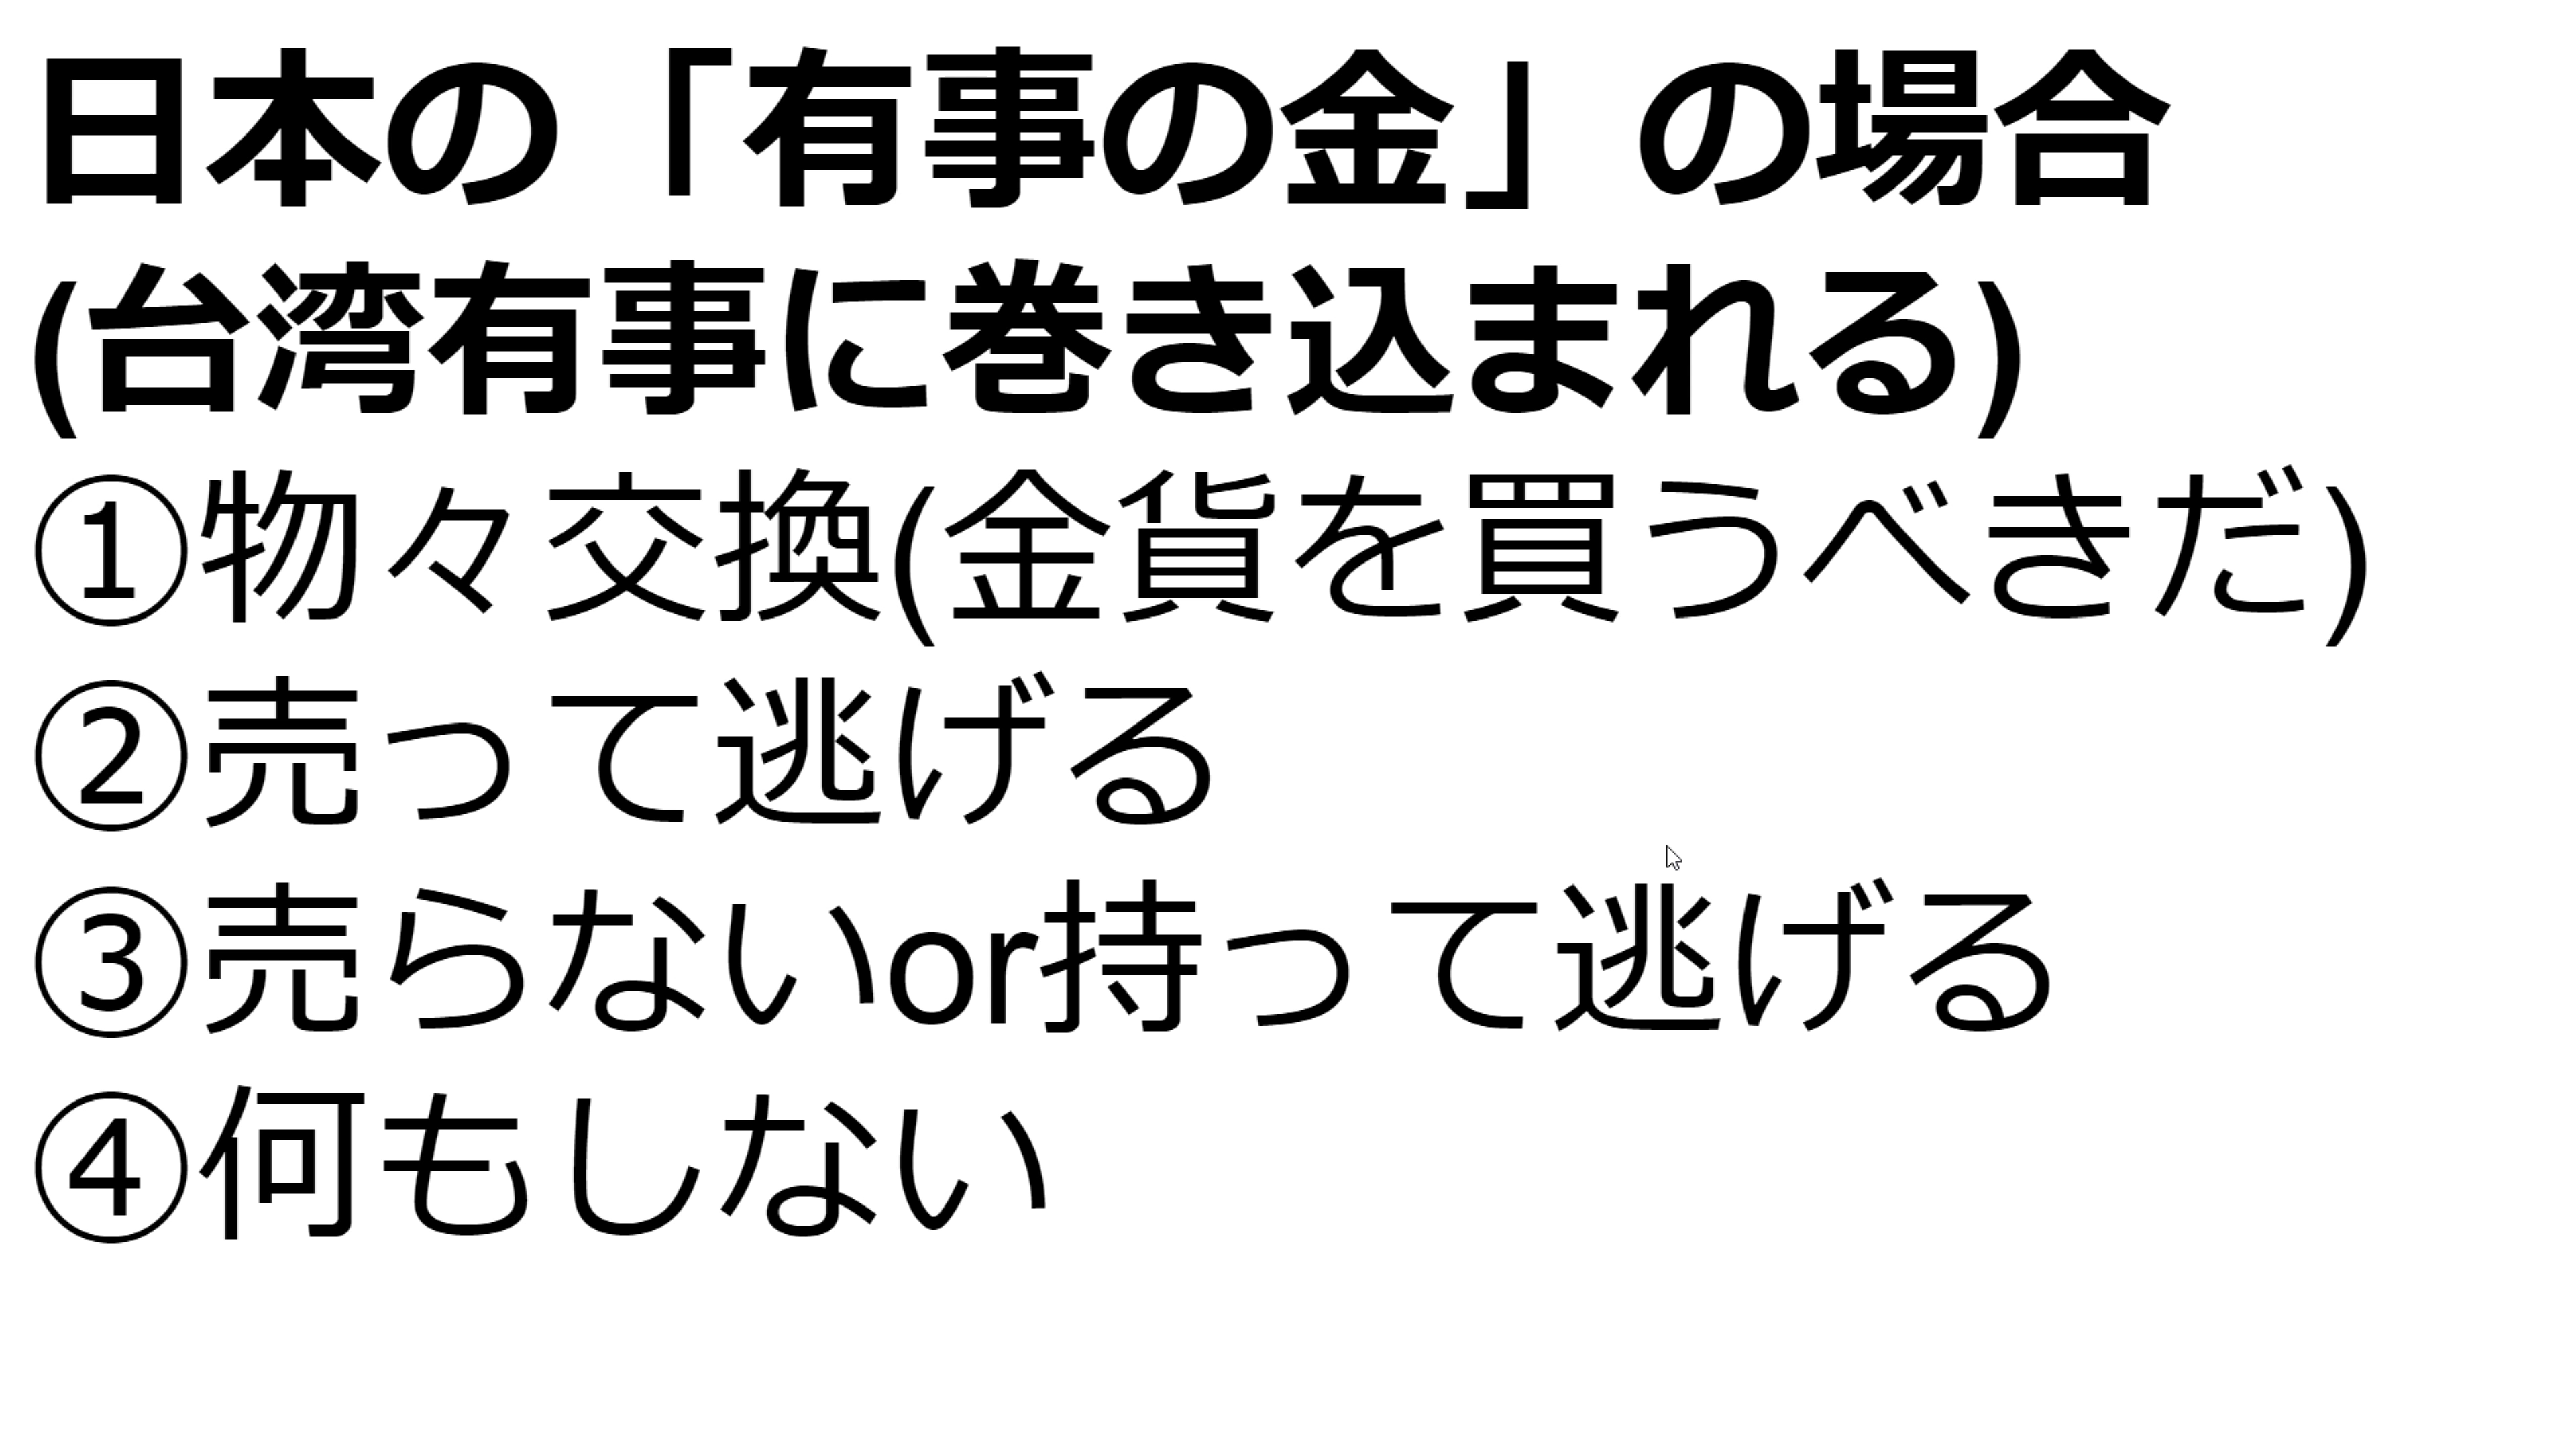 日本の「有事の金」の場合
(台湾有事に巻き込まれる)
①物々交換(金貨を買うべきだ)
②売って逃げる
③売らないor持って逃げる
④何もしない